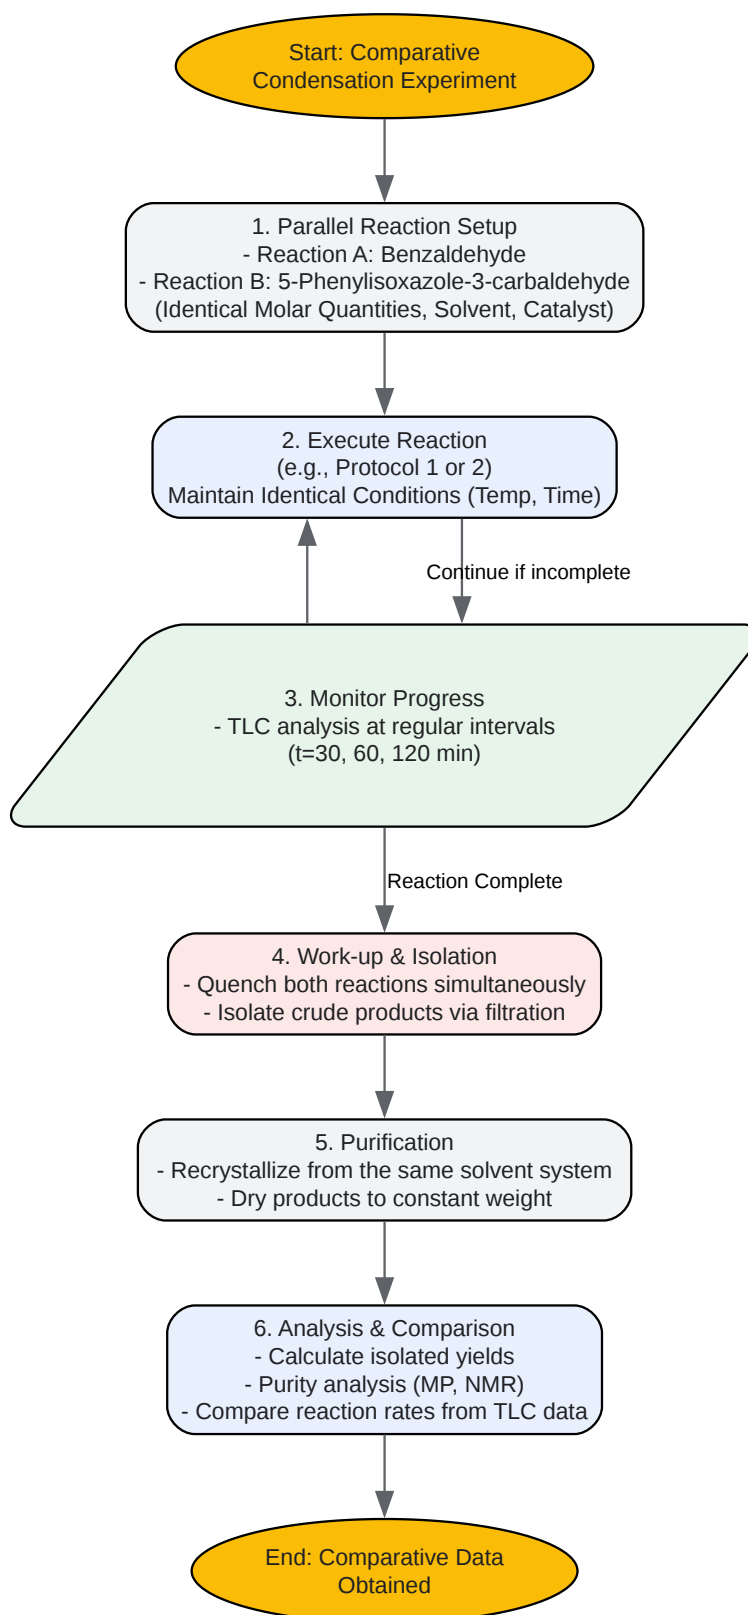 Start: Comparative
Condensation Experiment
1. Parallel Reaction Setup
- Reaction A: Benzaldehyde
- Reaction B: 5-Phenylisoxazole-3-carbaldehyde
(Identical Molar Quantities, Solvent, Catalyst)
2. Execute Reaction
(e.g., Protocol 1 or 2)
Maintain Identical Conditions (Temp, Time)
Continue if incomplete
3. Monitor Progress
- TLC analysis at regular intervals
(t=30, 60, 120 min)
Reaction Complete
4. Work-up & Isolation
- Quench both reactions simultaneously
- Isolate crude products via filtration
5. Purification
- Recrystallize from the same solvent system
- Dry products to constant weight
6. Analysis & Comparison
- Calculate isolated yields
- Purity analysis (MP, NMR)
- Compare reaction rates from TLC data
End: Comparative Data
Obtained